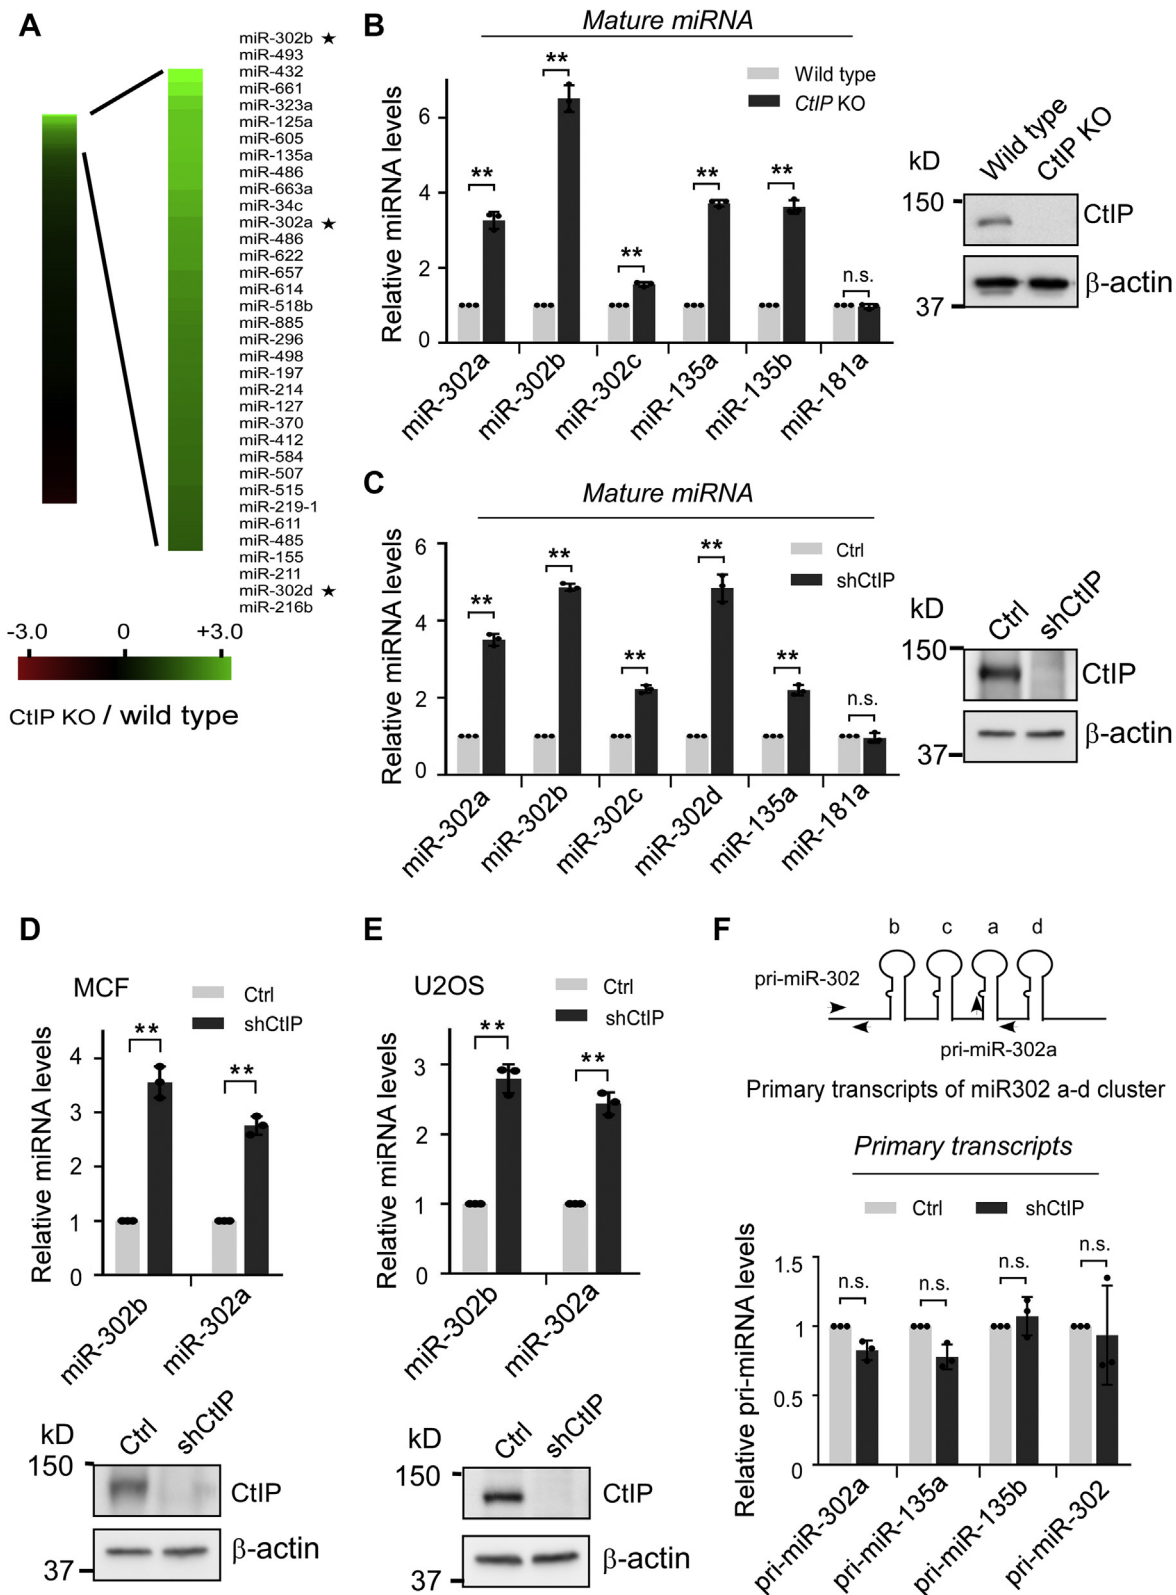 A
miR-302b ★
miR-493
miR-432
miR-661
miR-323a
miR-125a
miR-605
miR-135a
miR-486
miR-663a
miR-34c
miR-302a ★
miR-486
miR-622
miR-657
miR-614
miR-518b
miR-885
miR-296
miR-498
miR-197
miR-214
miR-127
miR-370
miR-412
miR-584
miR-507
miR-515
miR-219-1
miR-611
miR-485
miR-155
miR-211
miR-302d ★
miR-216b
-3.0 0 +3.0
CtIP KO / wild type
B
Mature miRNA
Wild type
CtIP KO
Relative miRNA levels
6
4
2
0
** ** ** ** ** n.s.
miR-302a miR-302b miR-302c miR-135a miR-135b miR-181a
kD Wild type CtIP KO
150 CtIP
β-actin
37
C
Mature miRNA
Ctrl
shCtIP
Relative miRNA levels
6
4
2
0
** ** ** ** ** n.s.
miR-302a miR-302b miR-302c miR-302d miR-135a miR-181a
kD Ctrl shCtIP
150 CtIP
β-actin
37
D
MCF
Ctrl
shCtIP
Relative miRNA levels
4
3
2
1
0
** **
miR-302b miR-302a
kD Ctrl shCtIP
150 CtIP
β-actin
37
E
U2OS
Ctrl
shCtIP
Relative miRNA levels
3
2
1
0
** **
miR-302b miR-302a
kD Ctrl shCtIP
150 CtIP
β-actin
37
F
b c a d
pri-miR-302
pri-miR-302a
Primary transcripts of miR302 a-d cluster
Primary transcripts
Ctrl shCtIP
Relative pri-miRNA levels
1.5
1
0.5
0
n.s. n.s. n.s. n.s.
pri-miR-302a pri-miR-135a pri-miR-135b pri-miR-302